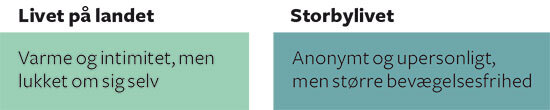 Livet på landet
Varme og intimitet, men
lukket om sig selv
Storbylivet
Anonymt og upersonligt,
men større bevægelsesfrihed